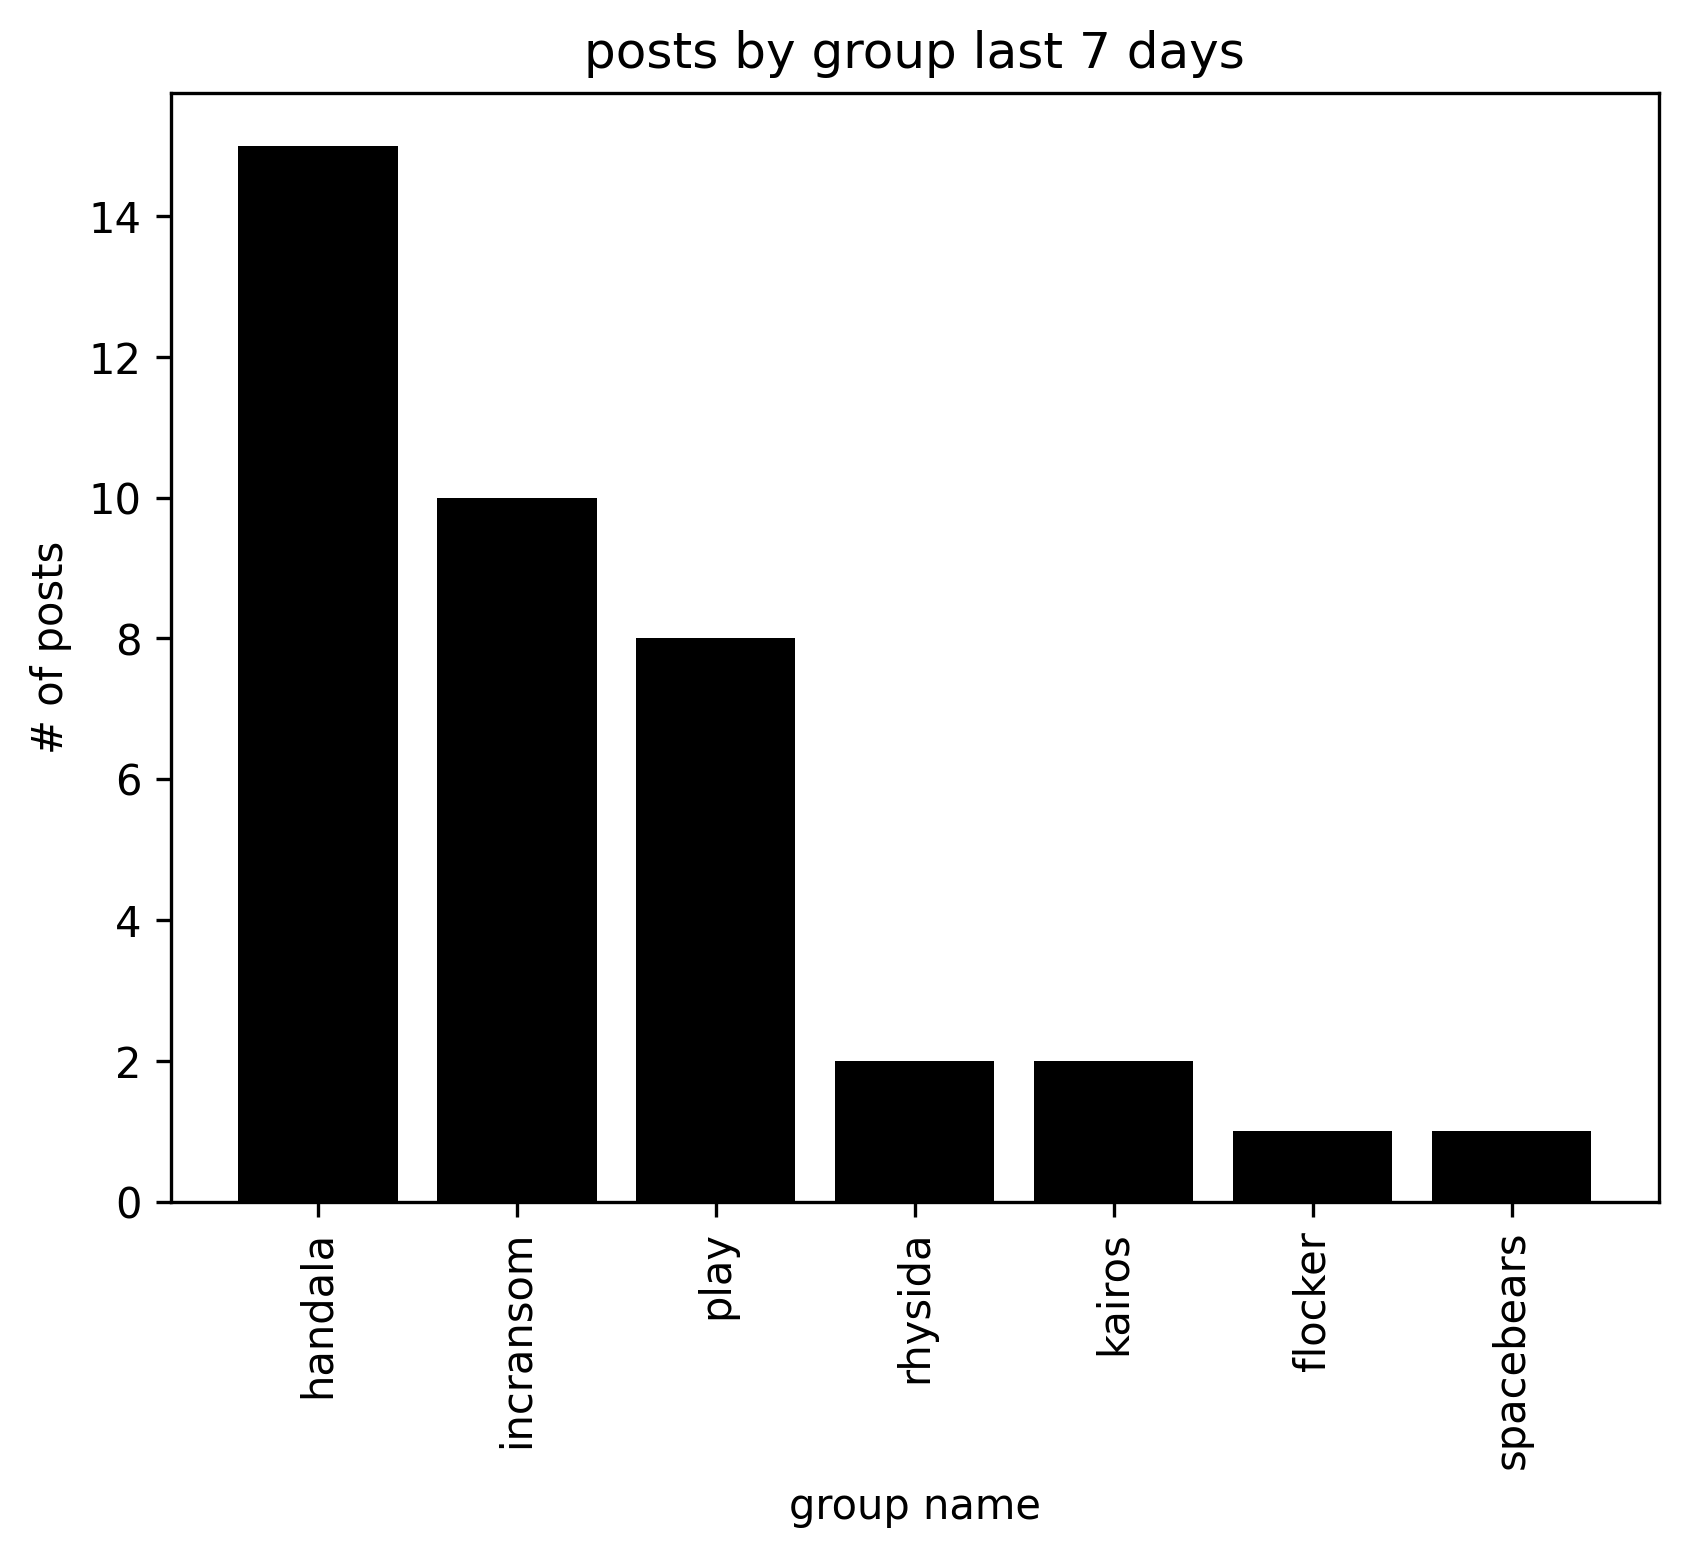 posts by group last 7 days
14
12
10
8
6
4
2
0
# of posts
handala
incransom
play
rhysida
kairos
flocker
spacebears
group name